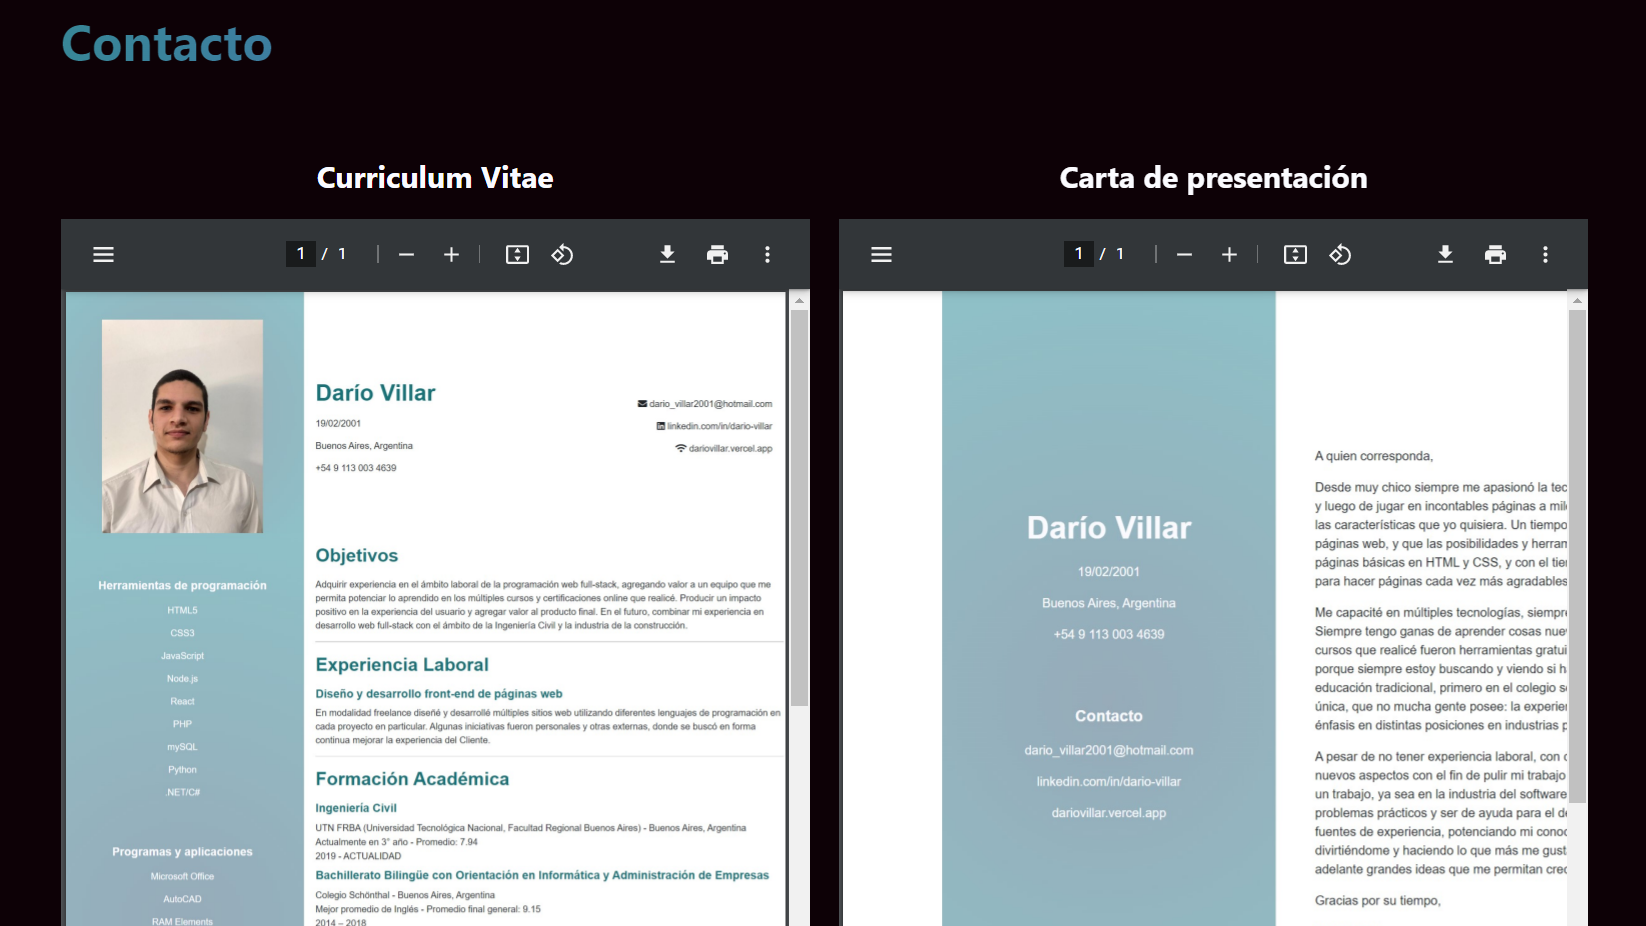 Contacto
Curriculum Vitae
1 / 1
Darío Villar
19/02/2001
Buenos Aires, Argentina
+54 9 113 003 4639
dario_villar2001@hotmail.com
linkedin.com/in/dario-villar
dariovillar.vercel.app
Herramientas de programación
HTML5
CSS3
JavaScript
Node.js
React
PHP
mySQL
Python
.NET/C#
Programas y aplicaciones
Microsoft Office
AutoCAD
RAM Elements
Objetivos
Adquirir experiencia en el ámbito laboral de la programación web full-stack, agregando valor a un equipo que me
permita potenciar lo aprendido en los múltiples cursos y certificaciones online que realicé. Producir un impacto
positivo en la experiencia del usuario y agregar valor al producto final. En el futuro, combinar mi experiencia en
desarrollo web full-stack con el ámbito de la Ingeniería Civil y la industria de la construcción.
Experiencia Laboral
Diseño y desarrollo front-end de páginas web
En modalidad freelance diseñé y desarrollé múltiples sitios web utilizando diferentes lenguajes de programación en
cada proyecto en particular. Algunas iniciativas fueron personales y otras externas, donde se buscó en forma
continua mejorar la experiencia del Cliente.
Formación Académica
Ingeniería Civil
UTN FRBA (Universidad Tecnológica Nacional, Facultad Regional Buenos Aires) - Buenos Aires, Argentina
Actualmente en 3° año - Promedio: 7.94
2019 - ACTUALIDAD
Bachillerato Bilingüe con Orientación en Informática y Administración de Empresas
Colegio Schönthal - Buenos Aires, Argentina
Mejor promedio de Inglés - Promedio final general: 9.15
2014 – 2018
Carta de presentación
1 / 1
Darío Villar
19/02/2001
Buenos Aires, Argentina
+54 9 113 003 4639
Contacto
dario_villar2001@hotmail.com
linkedin.com/in/dario-villar
dariovillar.vercel.app
A quien corresponda,
Desde muy chico siempre me apasionó la tec
y luego de jugar en incontables páginas a mil
las características que yo quisiera. Un tiempo
páginas web, y que las posibilidades y herran
páginas básicas en HTML y CSS, y con el tie
para hacer páginas cada vez más agradables
Me capacité en múltiples tecnologías, siempre
Siempre tengo ganas de aprender cosas nue
cursos que realicé fueron herramientas gratui
porque siempre estoy buscando y viendo si h
educación tradicional, primero en el colegio s
única, que no mucha gente posee: la experie
énfasis en distintas posiciones en industrias p
A pesar de no tener experiencia laboral, con c
nuevos aspectos con el fin de pulir mi trabajo
un trabajo, ya sea en la industria del software
problemas prácticos y ser de ayuda para el d
fuentes de experiencia, potenciando mi conoc
divirtiéndome y haciendo lo que más me gust
adelante grandes ideas que me permitan crec
Gracias por su tiempo,